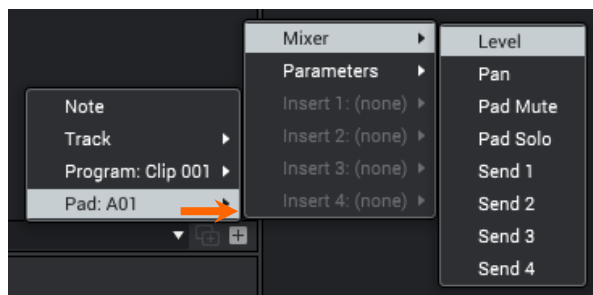 Note
Track
Program: Clip 001
Pad: A01
Mixer
Parameters
Insert 1: (none)
Insert 2: (none)
Insert 3: (none)
Insert 4: (none)
Level
Pan
Pad Mute
Pad Solo
Send 1
Send 2
Send 3
Send 4